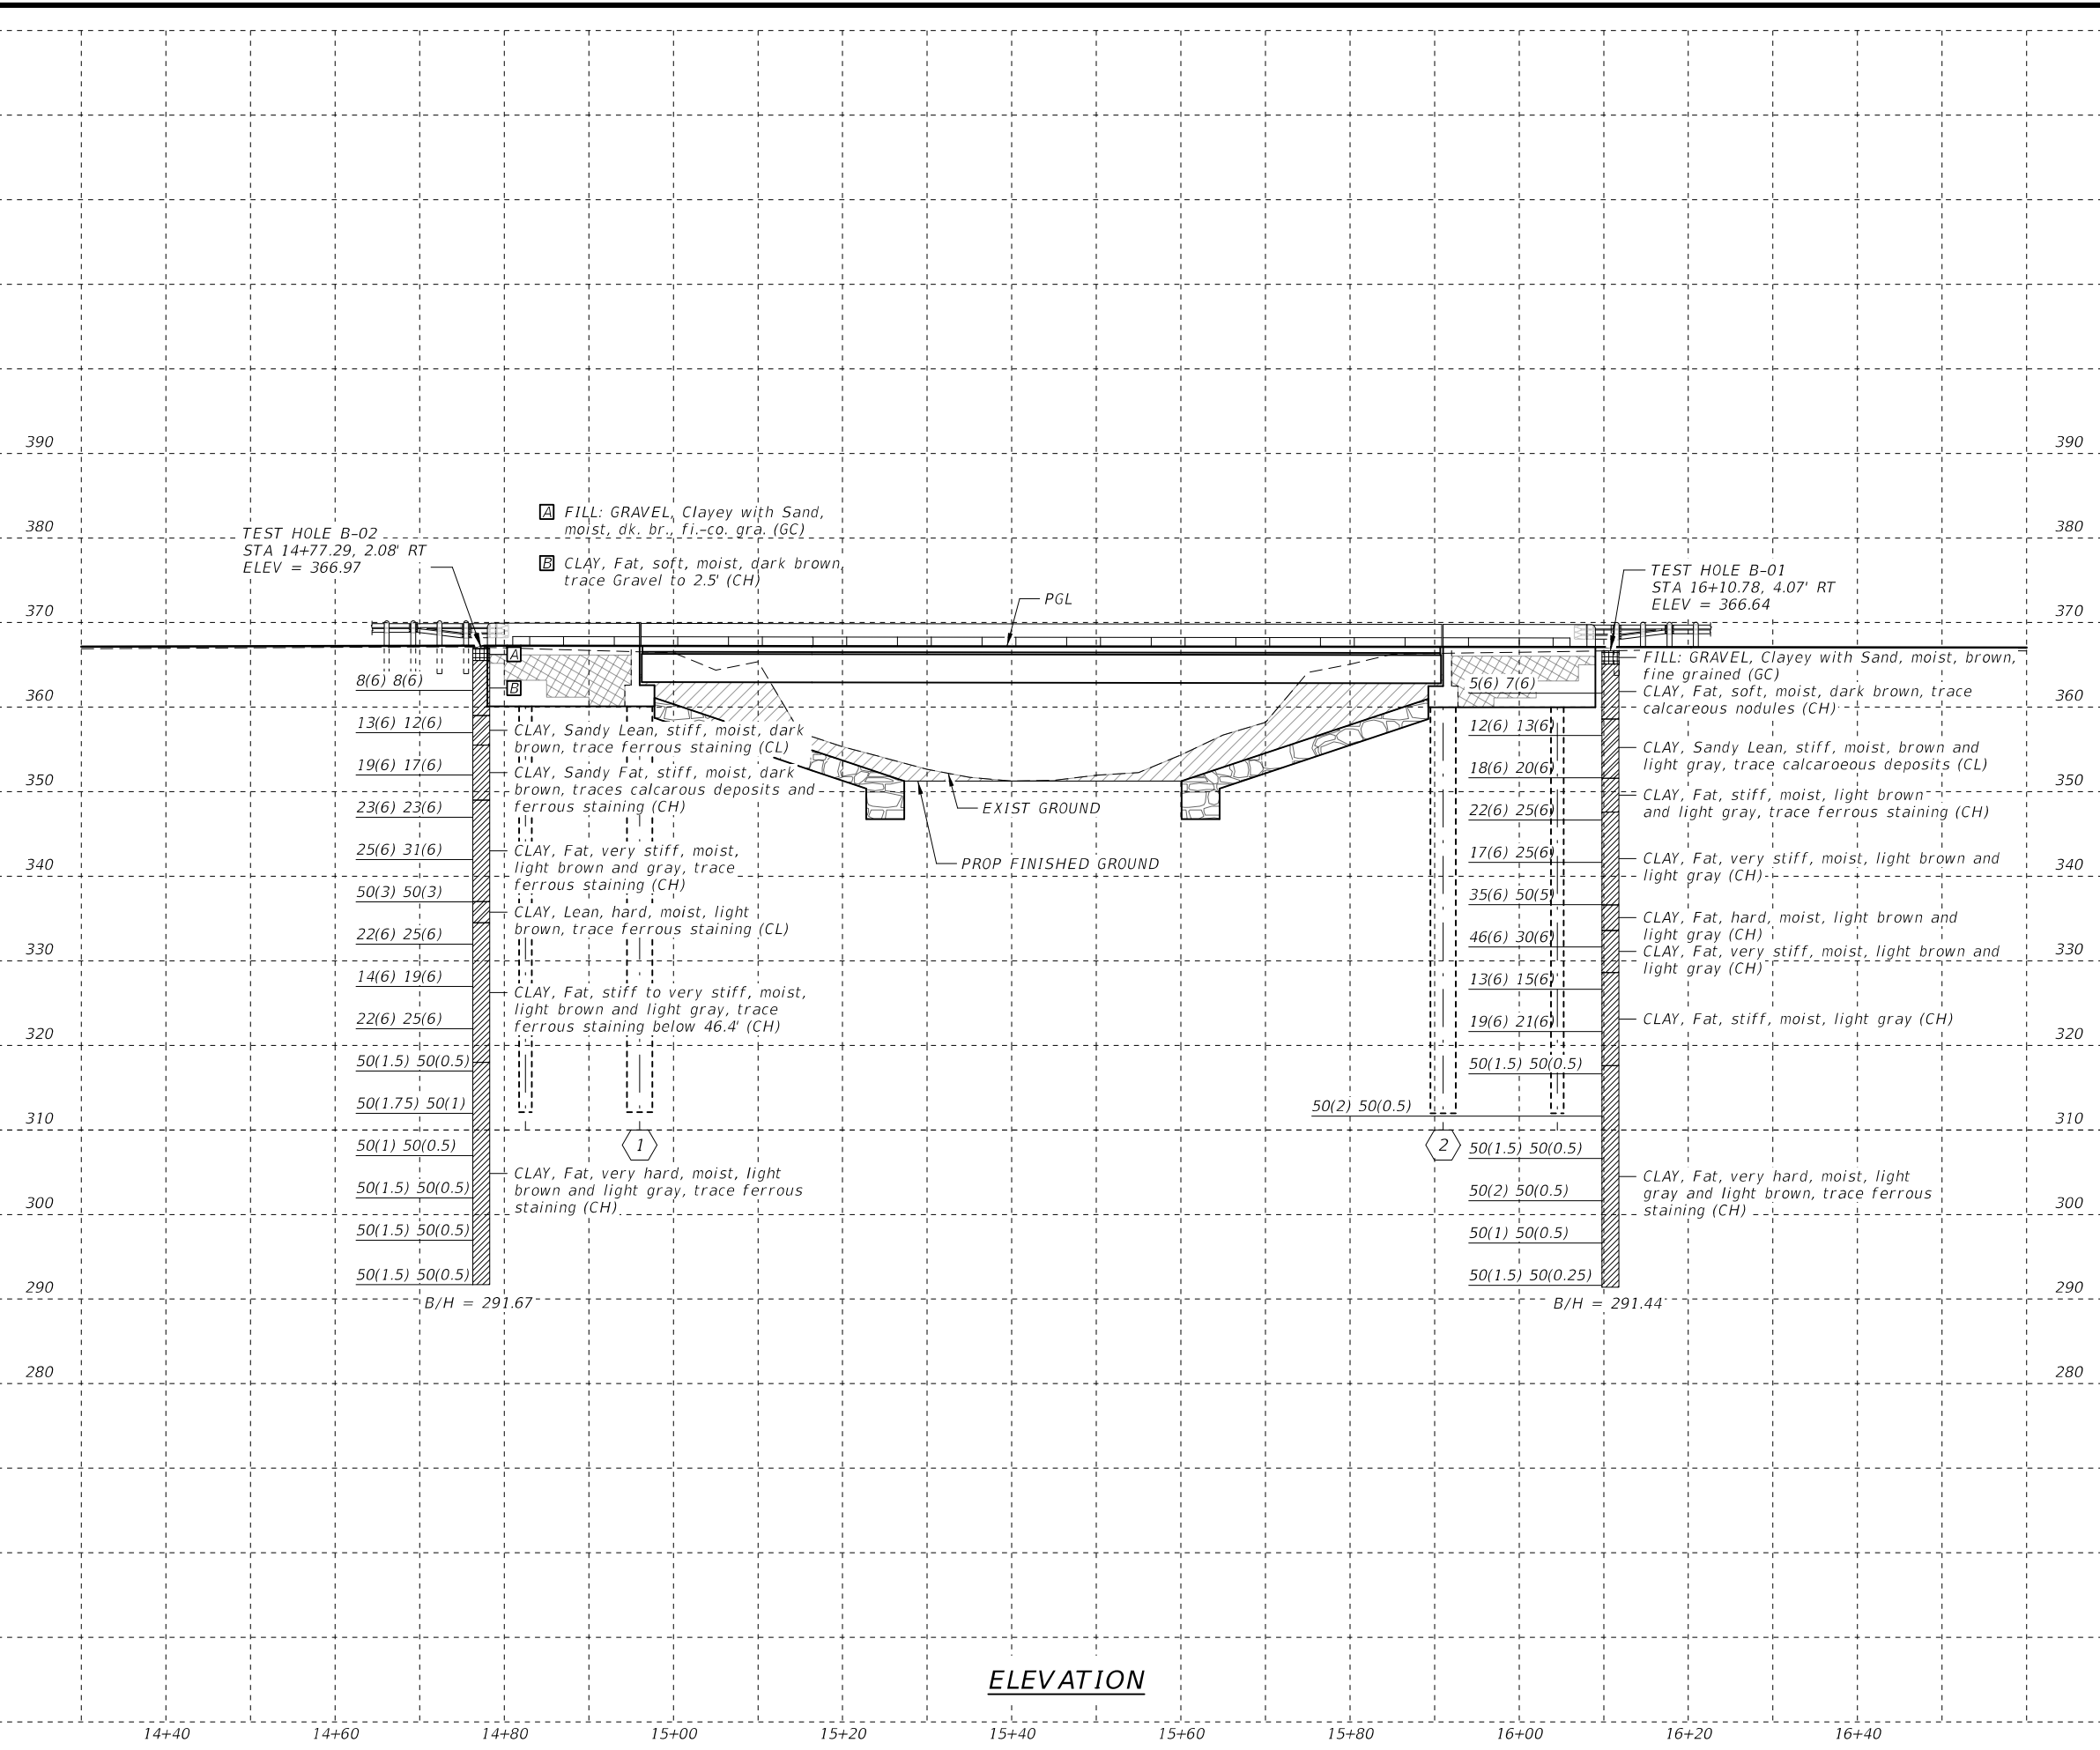 390
390
A FILL: GRAVEL, Clayey with Sand,
moist, dk. br., fi.-co. gra. (GC)
380
380
TEST HOLE B-02
STA 14+77.29, 2.08' RT
ELEV = 366.97
B CLAY, Fat, soft, moist, dark brown,
trace Gravel to 2.5' (CH)
TEST HOLE B-01
STA 16+10.78, 4.07' RT
ELEV = 366.64
PGL
370
370
A
B
360
360
350
350
340
340
330
330
320
320
310
310
300
300
290
290
280
280
8(6) 8(6)
13(6) 12(6)
19(6) 17(6)
23(6) 23(6)
25(6) 31(6)
50(3) 50(3)
22(6) 25(6)
14(6) 19(6)
22(6) 25(6)
50(1.5) 50(0.5)
50(1.75) 50(1)
50(1) 50(0.5)
50(1.5) 50(0.5)
50(1.5) 50(0.5)
50(1.5) 50(0.5)
B/H = 291.67
CLAY, Sandy Lean, stiff, moist, dark
brown, trace ferrous staining (CL)
CLAY, Sandy Fat, stiff, moist, dark
brown, traces calcarous deposits and
ferrous staining (CH)
CLAY, Fat, very stiff, moist,
light brown and gray, trace
ferrous staining (CH)
CLAY, Lean, hard, moist, light
brown, trace ferrous staining (CL)
CLAY, Fat, stiff to very stiff, moist,
light brown and light gray, trace
ferrous staining below 46.4' (CH)
CLAY, Fat, very hard, moist, light
brown and light gray, trace ferrous
staining (CH)
1
EXIST GROUND
PROP FINISHED GROUND
2
5(6) 7(6)
12(6) 13(6)
18(6) 20(6)
22(6) 25(6)
17(6) 25(6)
35(6) 50(5)
46(6) 30(6)
13(6) 15(6)
19(6) 21(6)
50(1.5) 50(0.5)
50(2) 50(0.5)
50(1.5) 50(0.5)
50(2) 50(0.5)
50(1) 50(0.5)
50(1.5) 50(0.25)
B/H = 291.44
FILL: GRAVEL, Clayey with Sand, moist, brown,
fine grained (GC)
CLAY, Fat, soft, moist, dark brown, trace
calcareous nodules (CH)
CLAY, Sandy Lean, stiff, moist, brown and
light gray, trace calcaroeous deposits (CL)
CLAY, Fat, stiff, moist, light brown
and light gray, trace ferrous staining (CH)
CLAY, Fat, very stiff, moist, light brown and
light gray (CH)
CLAY, Fat, hard, moist, light brown and
light gray (CH)
CLAY, Fat, very stiff, moist, light brown and
light gray (CH)
CLAY, Fat, stiff, moist, light gray (CH)
CLAY, Fat, very hard, moist, light
gray and light brown, trace ferrous
staining (CH)
ELEVATION
14+40
14+60
14+80
15+00
15+20
15+40
15+60
15+80
16+00
16+20
16+40